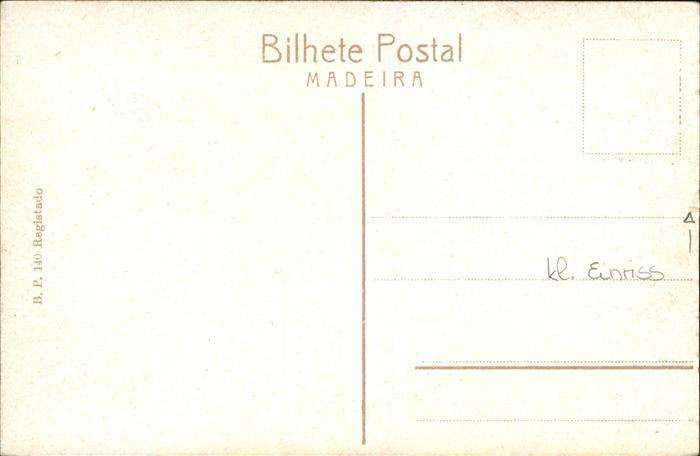 Bilhete Postal
MADEIRA
B. P. 140 Registado
kl. Einriss